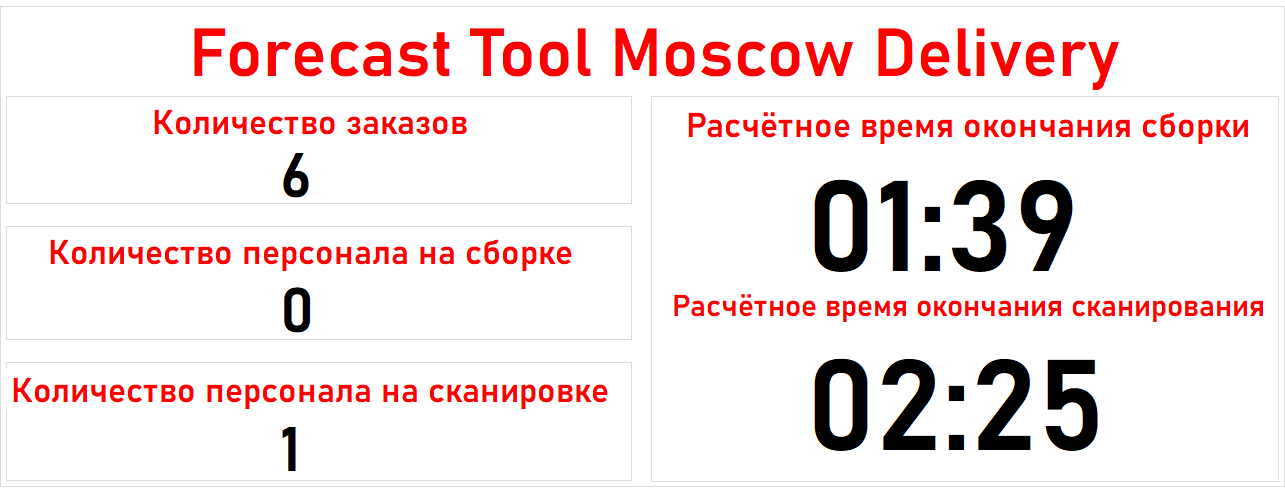 Forecast Tool Moscow Delivery
Количество заказов
6
Количество персонала на сборке
0
Количество персонала на сканировке
1
Расчётное время окончания сборки
01:39
Расчётное время окончания сканирования
02:25